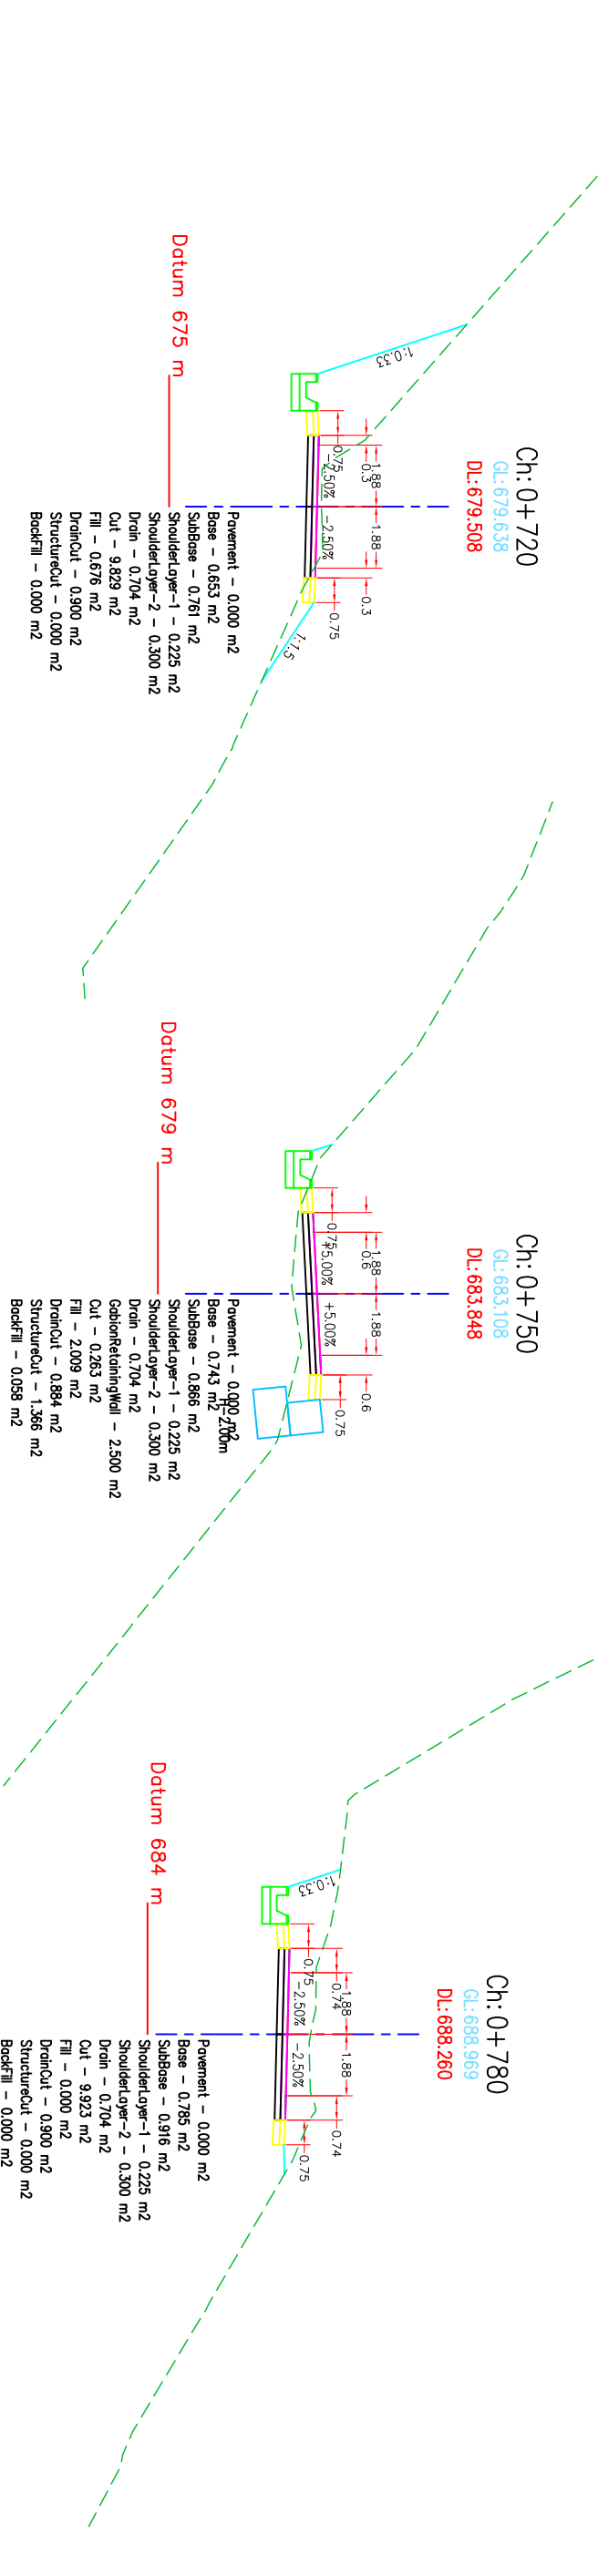 Ch: 0+720
GL: 679.638
DL: 679.508
1.88
1.88
0.3
0.3
0.75
0.75
-2.50%
-2.50%
1:0.33
1:1.5
Datum 675 m
Pavement - 0.000 m2
Base - 0.653 m2
SubBase - 0.761 m2
ShoulderLayer-1 - 0.225 m2
ShoulderLayer-2 - 0.300 m2
Drain - 0.704 m2
Cut - 9.829 m2
Fill - 0.676 m2
DrainCut - 0.900 m2
StructureCut - 0.000 m2
BackFill - 0.000 m2
Ch: 0+750
GL: 683.108
DL: 683.848
1.88
1.88
0.6
0.6
0.75
0.75
+5.00%
+5.00%
H=2.00m
Datum 679 m
Pavement - 0.000 m2
Base - 0.743 m2
SubBase - 0.866 m2
ShoulderLayer-1 - 0.225 m2
ShoulderLayer-2 - 0.300 m2
Drain - 0.704 m2
GabionRetainingWall - 2.500 m2
Cut - 0.263 m2
Fill - 2.009 m2
DrainCut - 0.884 m2
StructureCut - 1.366 m2
BackFill - 0.058 m2
Ch: 0+780
GL: 688.969
DL: 688.260
1.88
1.88
0.74
0.74
0.75
0.75
-2.50%
-2.50%
1:0.33
Datum 684 m
Pavement - 0.000 m2
Base - 0.785 m2
SubBase - 0.916 m2
ShoulderLayer-1 - 0.225 m2
ShoulderLayer-2 - 0.300 m2
Drain - 0.704 m2
Cut - 9.923 m2
Fill - 0.000 m2
DrainCut - 0.900 m2
StructureCut - 0.000 m2
BackFill - 0.000 m2